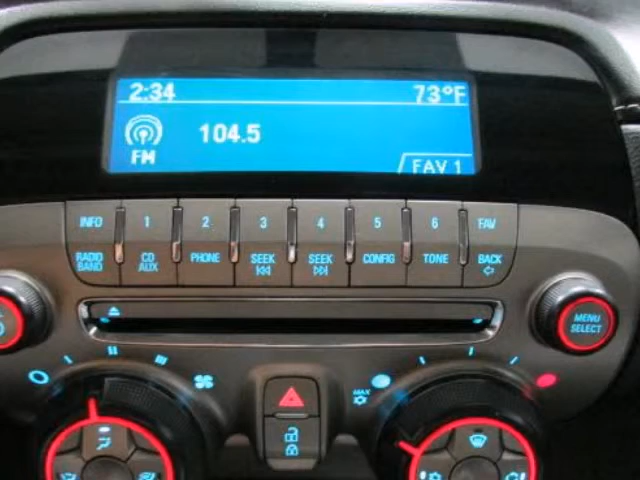 2:34 73°F
FM 104.5
FAV 1
INFO 1 2 3 4 5 6 FAV
RADIO BAND CD AUX PHONE SEEK SEEK CONFIG TONE BACK
MENU SELECT
MAX